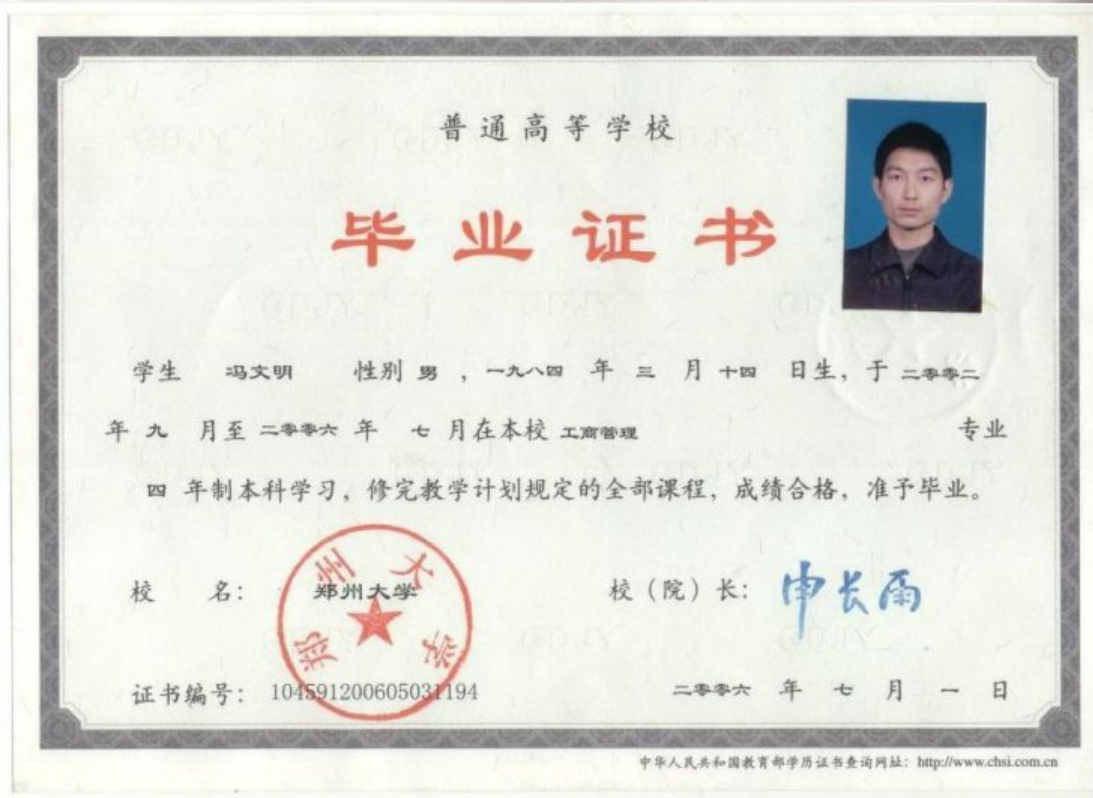 普通高等学校
毕业证书
学生 冯文明 性别 男 ，一九八四 年 三 月 十四 日生，于 二零零二
年 九 月至 二零零六 年 七 月在本校 工商管理 专业
四 年制本科学习，修完教学计划规定的全部课程，成绩合格，准予毕业。
校 名： 郑州大学 校（院）长： 申长雨
郑州大学
证书编号： 104591200605031194 二零零六 年 七 月 一 日
中华人民共和国教育部学历证书查询网址：http://www.chsi.com.cn